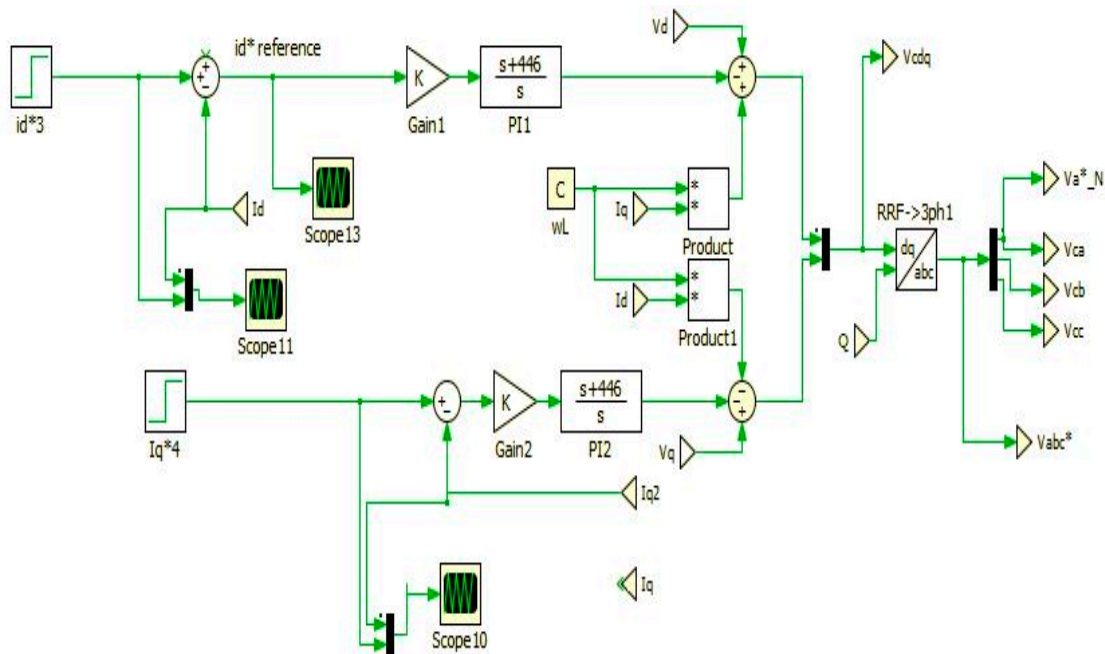 Vd
id* reference
Vcdq
K
s+446
s
id*3
Gain1
PI1
C
wL
Iq
*
*
Product
Va*_N
RRF->3ph1
dq
abc
Id
Scope13
Vca
Id
*
*
Product1
Vcb
Q
Vcc
Scope11
K
s+446
s
Iq*4
Gain2
PI2
Vq
Vabc*
Iq2
Iq
Scope10